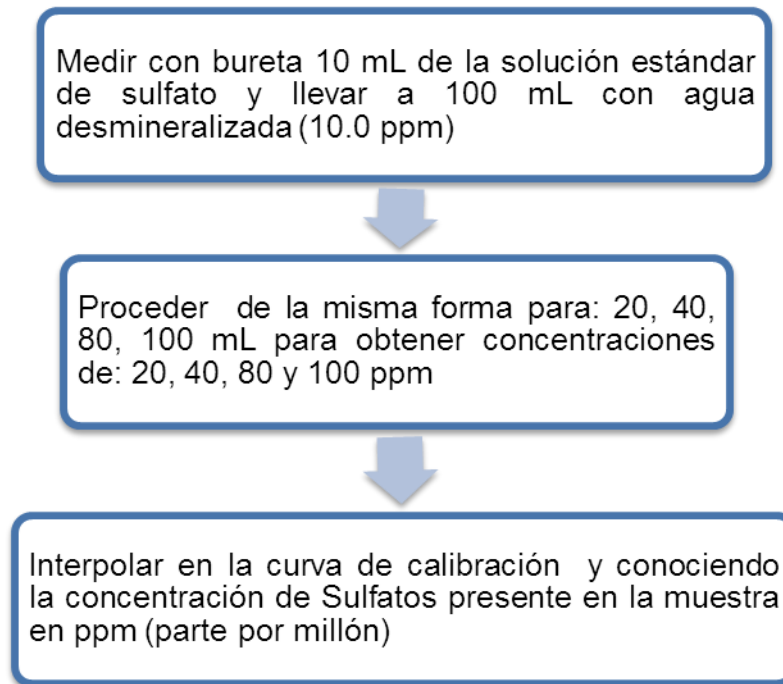 Medir con bureta 10 mL de la solución estándar
de sulfato y llevar a 100 mL con agua
desmineralizada (10.0 ppm)
Proceder de la misma forma para: 20, 40,
80, 100 mL para obtener concentraciones
de: 20, 40, 80 y 100 ppm
Interpolar en la curva de calibración y conociendo
la concentración de Sulfatos presente en la muestra
en ppm (parte por millón)